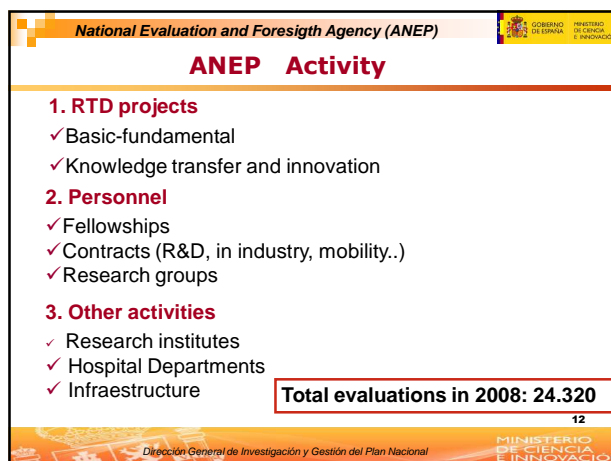 National Evaluation and Foresigth Agency (ANEP)
GOBIERNO
DE ESPAÑA
MINISTERIO
DE CIENCIA
E INNOVACIÓ
ANEP Activity
1. RTD projects
✓Basic-fundamental
✓Knowledge transfer and innovation
2. Personnel
✓Fellowships
✓Contracts (R&D, in industry, mobility..)
✓Research groups
3. Other activities
✓ Research institutes
✓ Hospital Departments
✓ Infraestructure
Total evaluations in 2008: 24.320
12
Dirección General de Investigación y Gestión del Plan Nacional
MINISTERIO
DE CIENCIA
E INNOVACIÓ